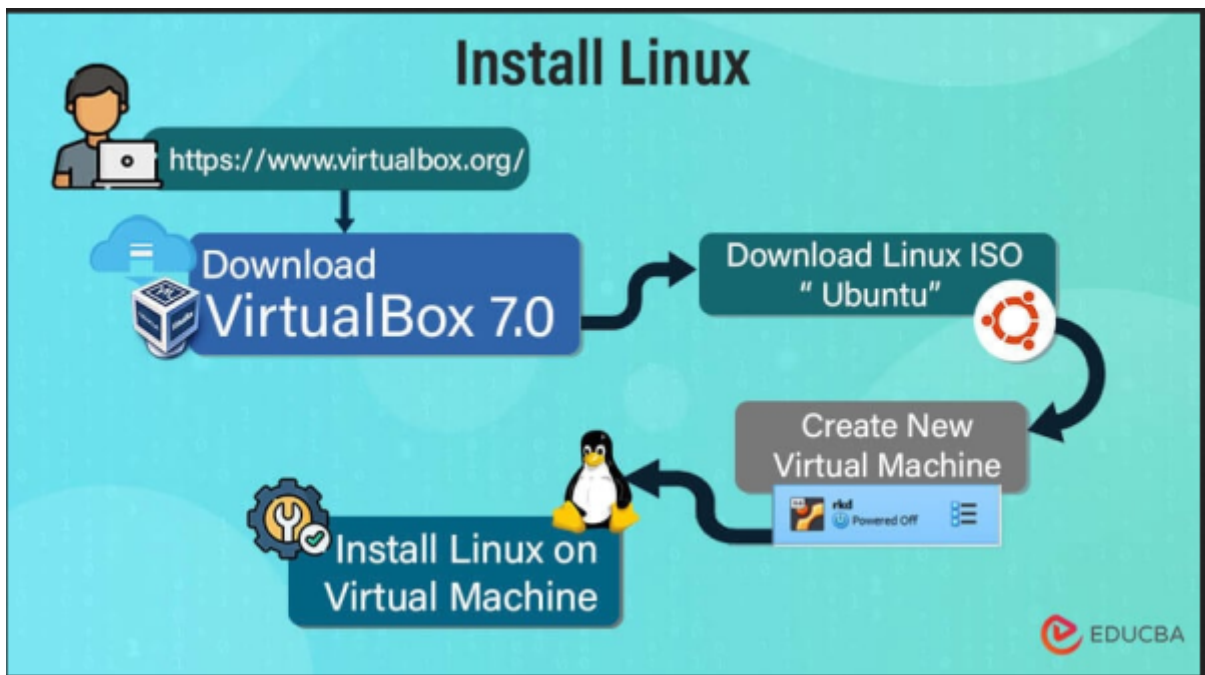 Install Linux
https://www.virtualbox.org/
Download
VirtualBox 7.0
Download Linux ISO
“ Ubuntu”
Create New
Virtual Machine
rkd
Powered Off
Install Linux on
Virtual Machine
EDUCBA